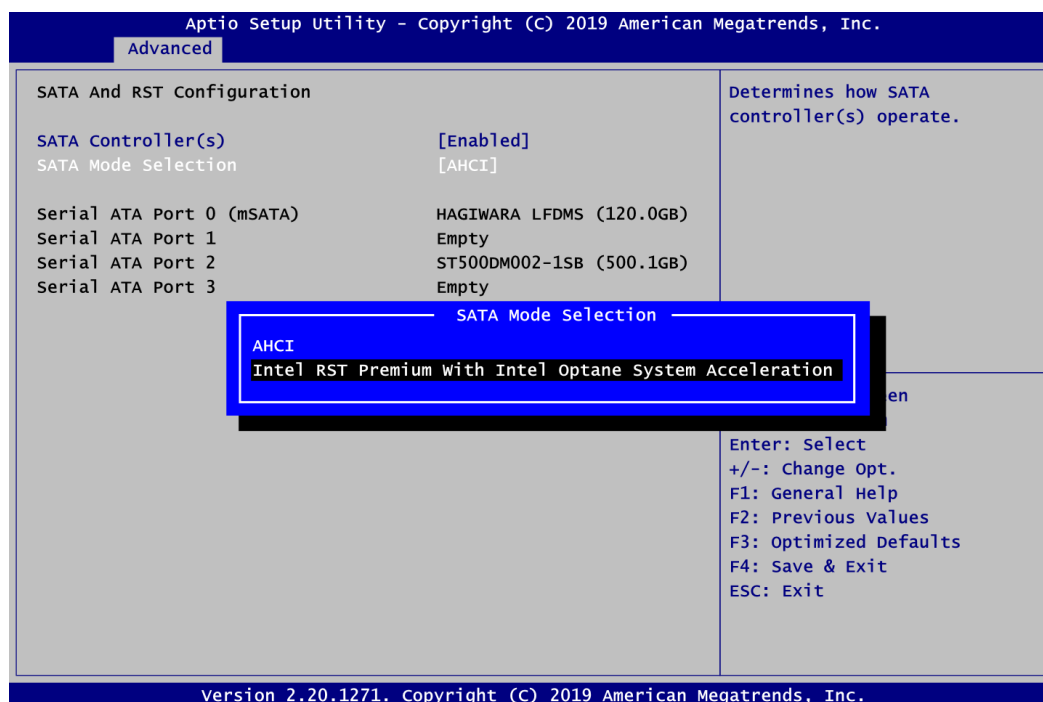 Aptio Setup Utility - Copyright (C) 2019 American Megatrends, Inc.
Advanced
SATA And RST Configuration
SATA Controller(s) [Enabled]
SATA Mode Selection [AHCI]
Serial ATA Port 0 (mSATA) HAGIWARA LFDMS (120.0GB)
Serial ATA Port 1 Empty
Serial ATA Port 2 ST500DM002-1SB (500.1GB)
Serial ATA Port 3 Empty
SATA Mode Selection
AHCI
Intel RST Premium With Intel Optane System Acceleration
Determines how SATA
controller(s) operate.
en
Enter: Select
+/-: Change Opt.
F1: General Help
F2: Previous Values
F3: Optimized Defaults
F4: Save & Exit
ESC: Exit
Version 2.20.1271. Copyright (C) 2019 American Megatrends, Inc.